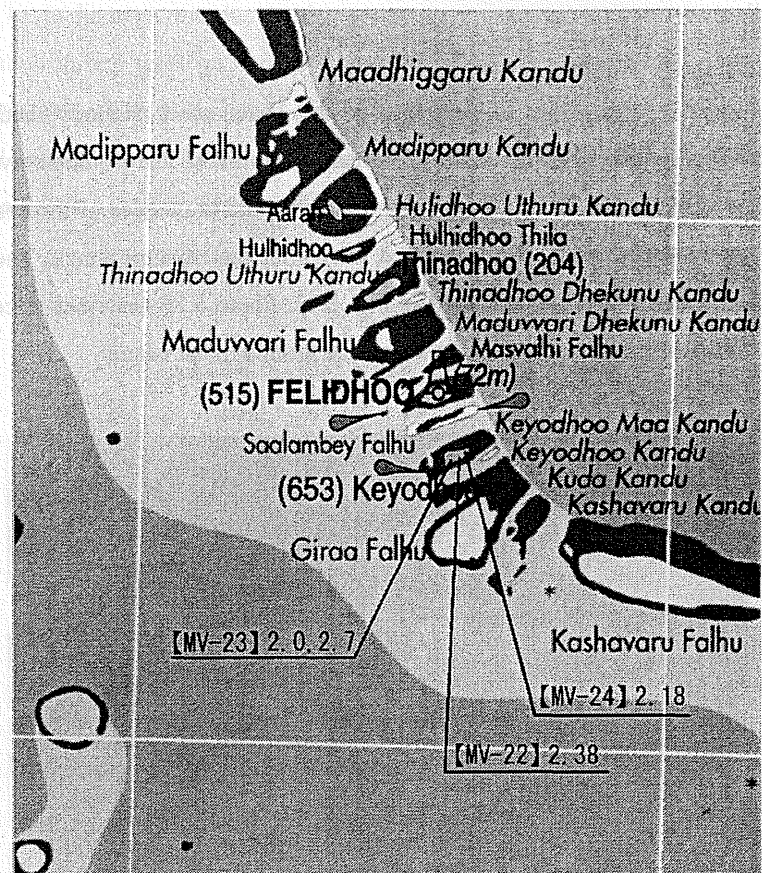 Maadhiggaru Kandu
Madipparu Falhu
Madipparu Kandu
Aarah
Hulidhoo Uthuru Kandu
Hulhidhoo
Hulhidhoo Thila
Thinadhoo (204)
Thinadhoo Uthuru Kandu
Thinadhoo Dhekunu Kandu
Maduvvari Dhekunu Kandu
Maduvvari Falhu
Masvalhi Falhu
(72m)
(515) FELIDHOO
Keyodhoo Maa Kandu
Saalambey Falhu
Keyodhoo Kandu
Kuda Kandu
(653) Keyodhoo
Kashavaru Kandu
Giraa Falhu
【MV-23】2.0, 2.7
Kashavaru Falhu
【MV-24】2.18
【MV-22】2.38